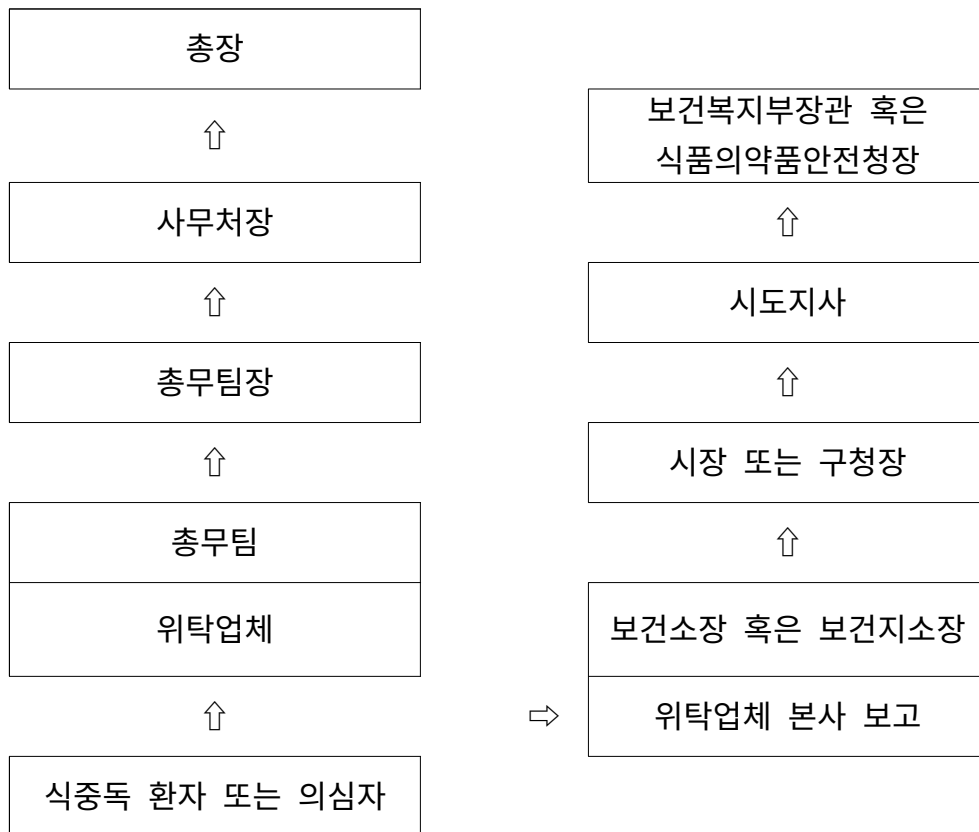 총장
⇧
사무처장
⇧
총무팀장
⇧
총무팀
위탁업체
⇧
식중독 환자 또는 의심자
⇨
보건복지부장관 혹은
식품의약품안전청장
⇧
시도지사
⇧
시장 또는 구청장
⇧
보건소장 혹은 보건지소장
위탁업체 본사 보고